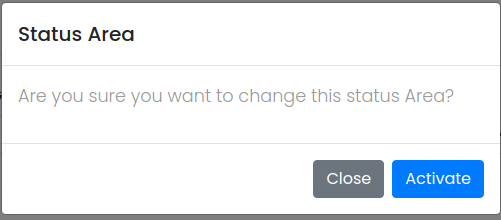 Status Area
Are you sure you want to change this status Area?
Close
Activate